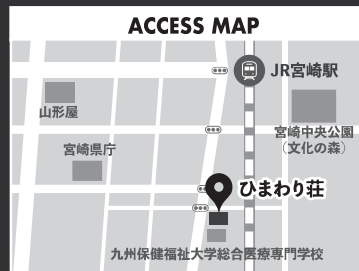 ACCESS MAP
JR宮崎駅
山形屋
宮崎中央公園
（文化の森）
宮崎県庁
ひまわり荘
九州保健福祉大学総合医療専門学校